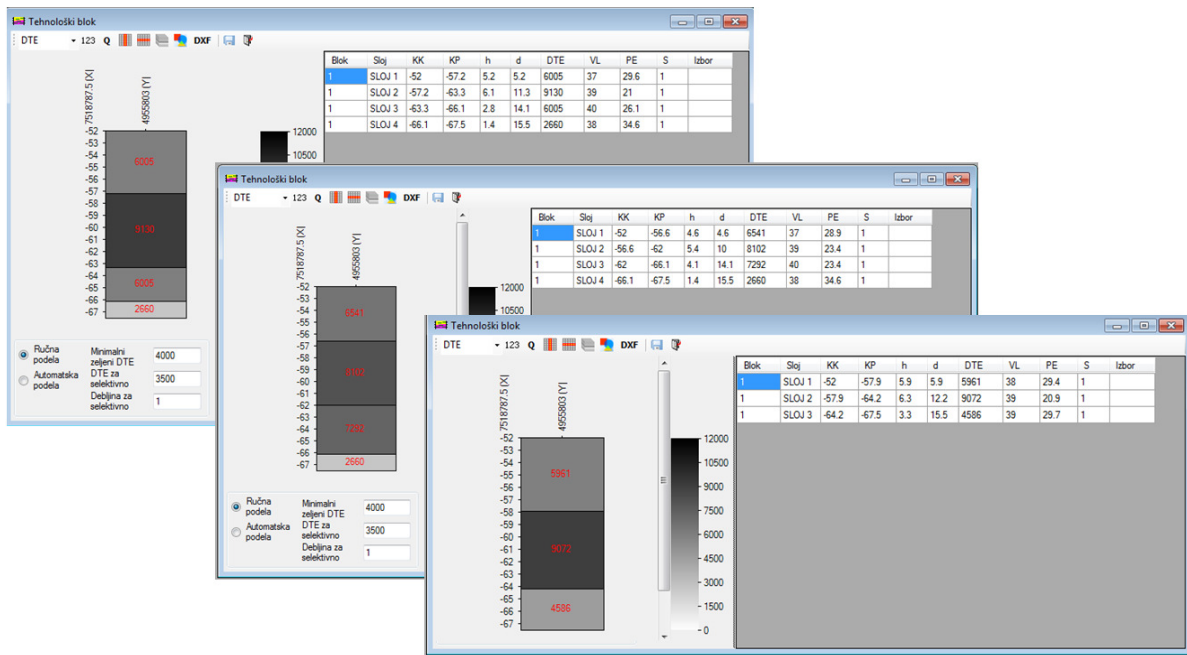 Tehnološki blok
DTE 123 Q DXF
7518787.5 [X]
4955803 [Y]
-52
-53
-54
-55
-56
-57
-58
-59
-60
-61
-62
-63
-64
-65
-66
-67
6005
9130
6005
2660
12000
10500
Blok Sloj KK KP h d DTE VL PE S Izbor
1 SLOJ 1 -52 -57.2 5.2 5.2 6005 37 29.6 1
1 SLOJ 2 -57.2 -63.3 6.1 11.3 9130 39 21 1
1 SLOJ 3 -63.3 -66.1 2.8 14.1 6005 40 26.1 1
1 SLOJ 4 -66.1 -67.5 1.4 15.5 2660 38 34.6 1
Ručna podela
Automatska podela
Minimalni zeljeni DTE 4000
DTE za selektivno 3500
Debljina za selektivno 1
Tehnološki blok
DTE 123 Q DXF
7518787.5 [X]
4955803 [Y]
-52
-53
-54
-55
-56
-57
-58
-59
-60
-61
-62
-63
-64
-65
-66
-67
6541
8102
7292
2660
12000
10500
Blok Sloj KK KP h d DTE VL PE S Izbor
1 SLOJ 1 -52 -56.6 4.6 4.6 6541 37 28.9 1
1 SLOJ 2 -56.6 -62 5.4 10 8102 39 23.4 1
1 SLOJ 3 -62 -66.1 4.1 14.1 7292 40 23.4 1
1 SLOJ 4 -66.1 -67.5 1.4 15.5 2660 38 34.6 1
Ručna podela
Automatska podela
Minimalni zeljeni DTE 4000
DTE za selektivno 3500
Debljina za selektivno 1
Tehnološki blok
DTE 123 Q DXF
7518787.5 [X]
4955803 [Y]
-52
-53
-54
-55
-56
-57
-58
-59
-60
-61
-62
-63
-64
-65
-66
-67
5961
9072
4586
12000
10500
9000
7500
6000
4500
3000
1500
0
Blok Sloj KK KP h d DTE VL PE S Izbor
1 SLOJ 1 -52 -57.9 5.9 5.9 5961 38 29.4 1
1 SLOJ 2 -57.9 -64.2 6.3 12.2 9072 39 20.9 1
1 SLOJ 3 -64.2 -67.5 3.3 15.5 4586 39 29.7 1